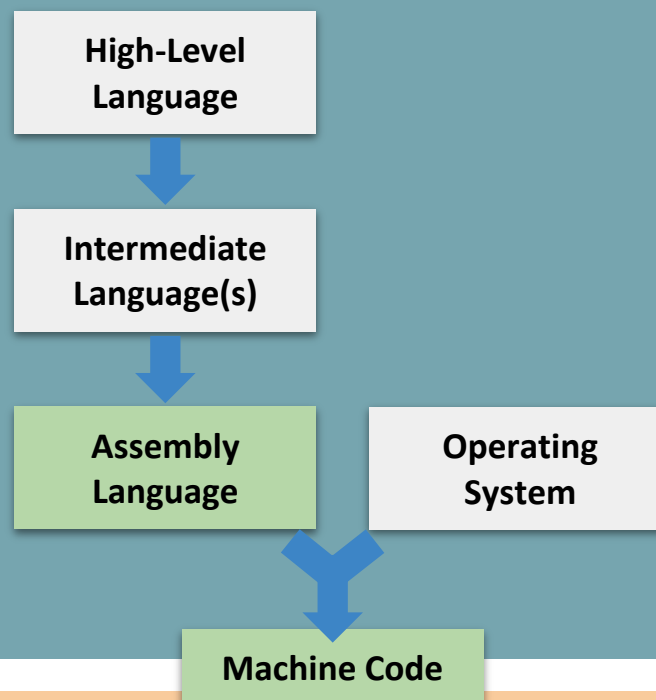 High-Level
Language
Intermediate
Language(s)
Assembly
Language
Operating
System
Machine Code